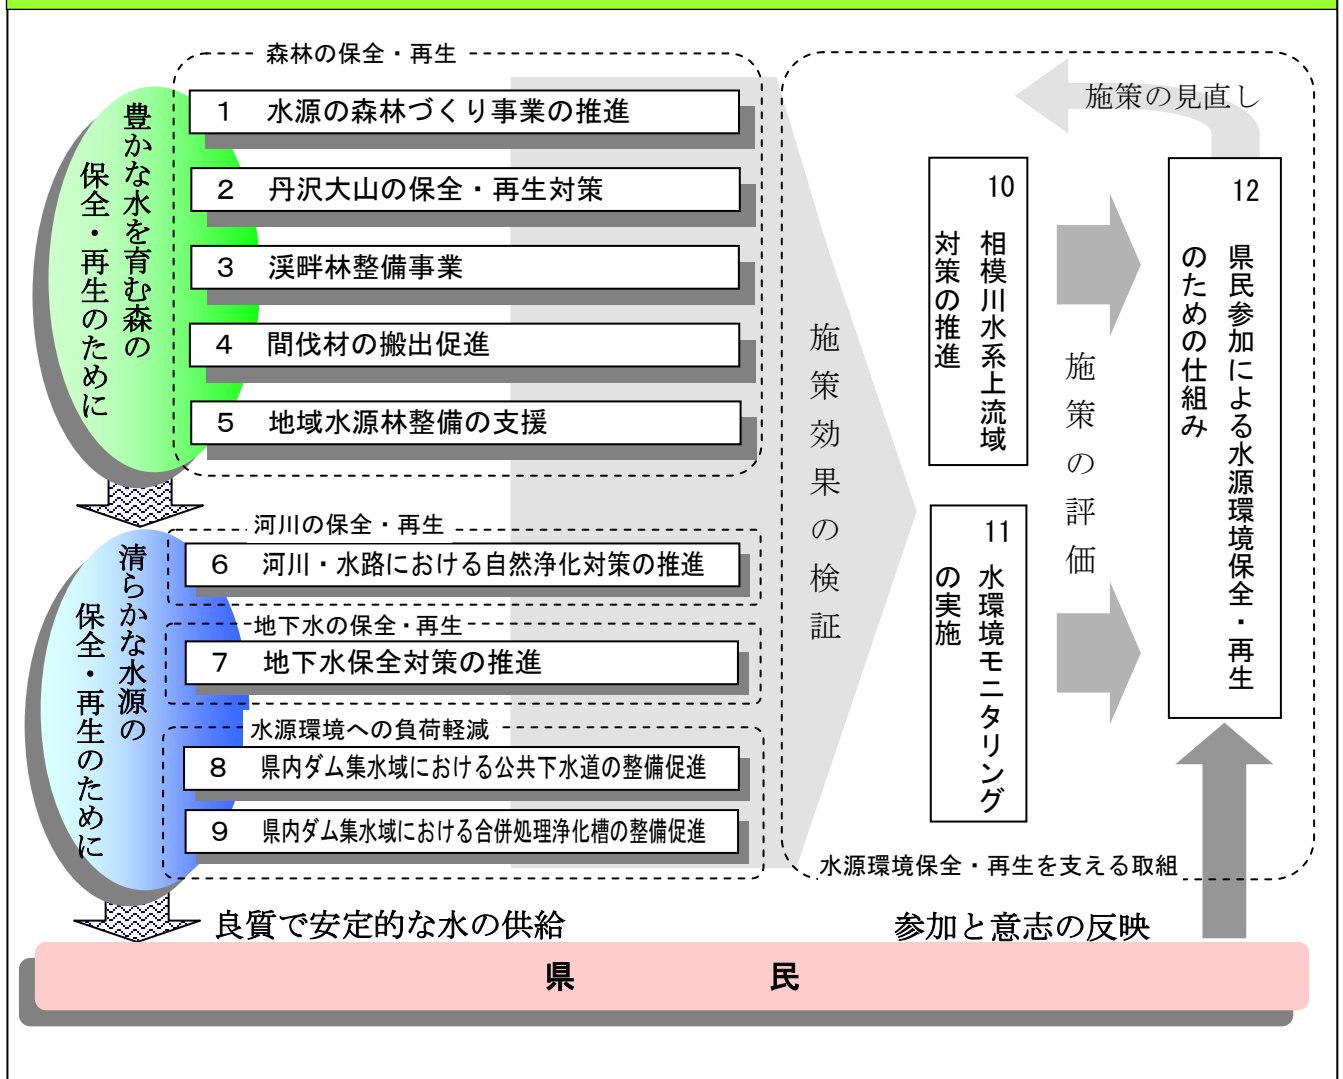 森林の保全・再生
豊かな水を育む森の
保全・再生のために
1 水源の森林づくり事業の推進
2 丹沢大山の保全・再生対策
3 渓畔林整備事業
4 間伐材の搬出促進
5 地域水源林整備の支援
清らかな水源の
保全・再生のために
河川の保全・再生
6 河川・水路における自然浄化対策の推進
地下水の保全・再生
7 地下水保全対策の推進
水源環境への負荷軽減
8 県内ダム集水域における公共下水道の整備促進
9 県内ダム集水域における合併処理浄化槽の整備促進
施策効果の検証
施策の見直し
10 相模川水系上流域
対策の推進
11 水環境モニタリング
の実施
施策の評価
12 県民参加による水源環境保全・再生
のための仕組み
水源環境保全・再生を支える取組
良質で安定的な水の供給
参加と意志の反映
県 民